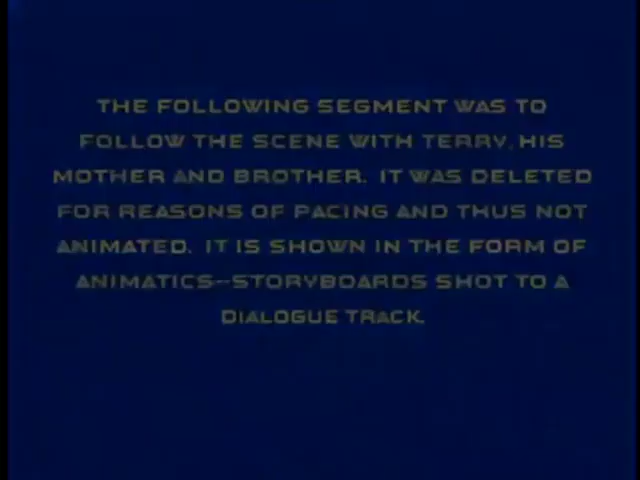 THE FOLLOWING SEGMENT WAS TO
FOLLOW THE SCENE WITH TERRY, HIS
MOTHER AND BROTHER. IT WAS DELETED
FOR REASONS OF PACING AND THUS NOT
ANIMATED. IT IS SHOWN IN THE FORM OF
ANIMATICS--STORYBOARDS SHOT TO A
DIALOGUE TRACK.